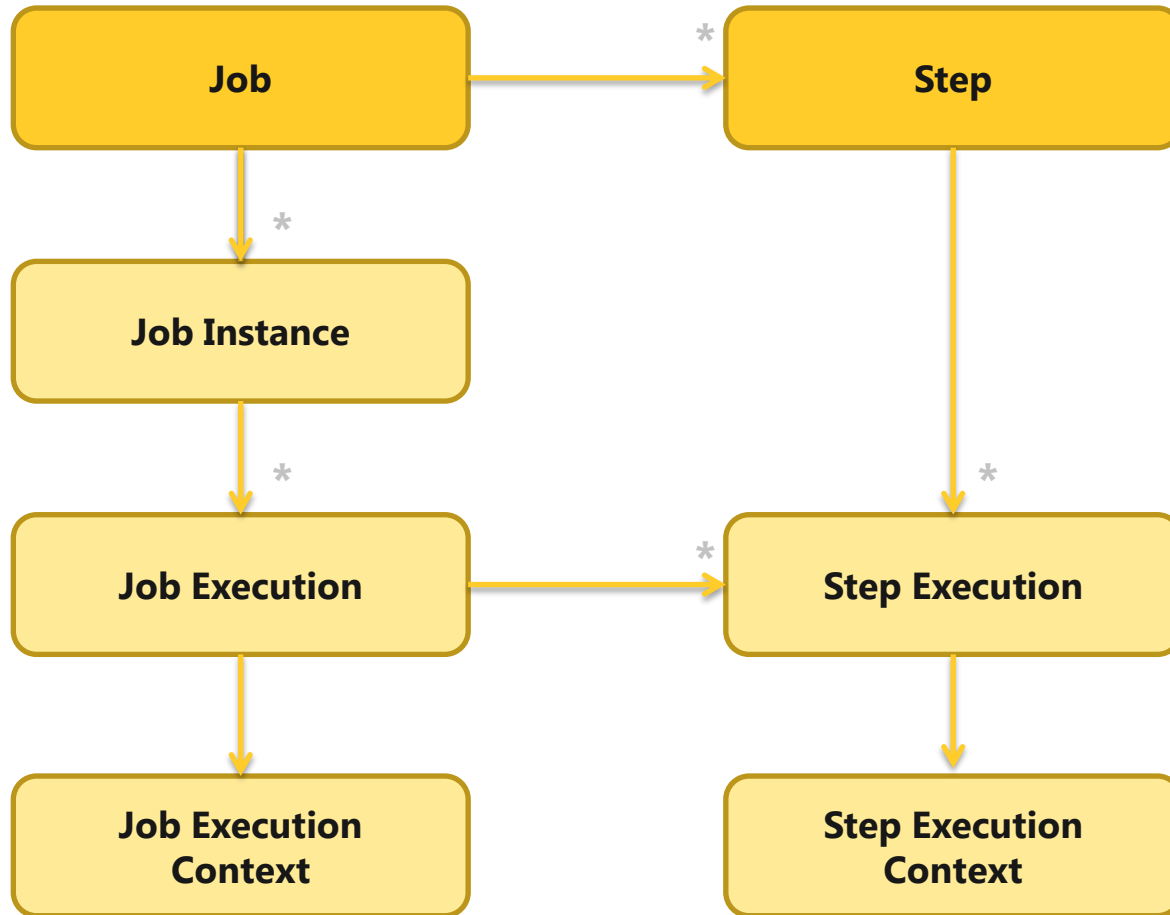 Job
*
Step
*
Job Instance
*
*
Job Execution
*
Step Execution
Job Execution
Context
Step Execution
Context